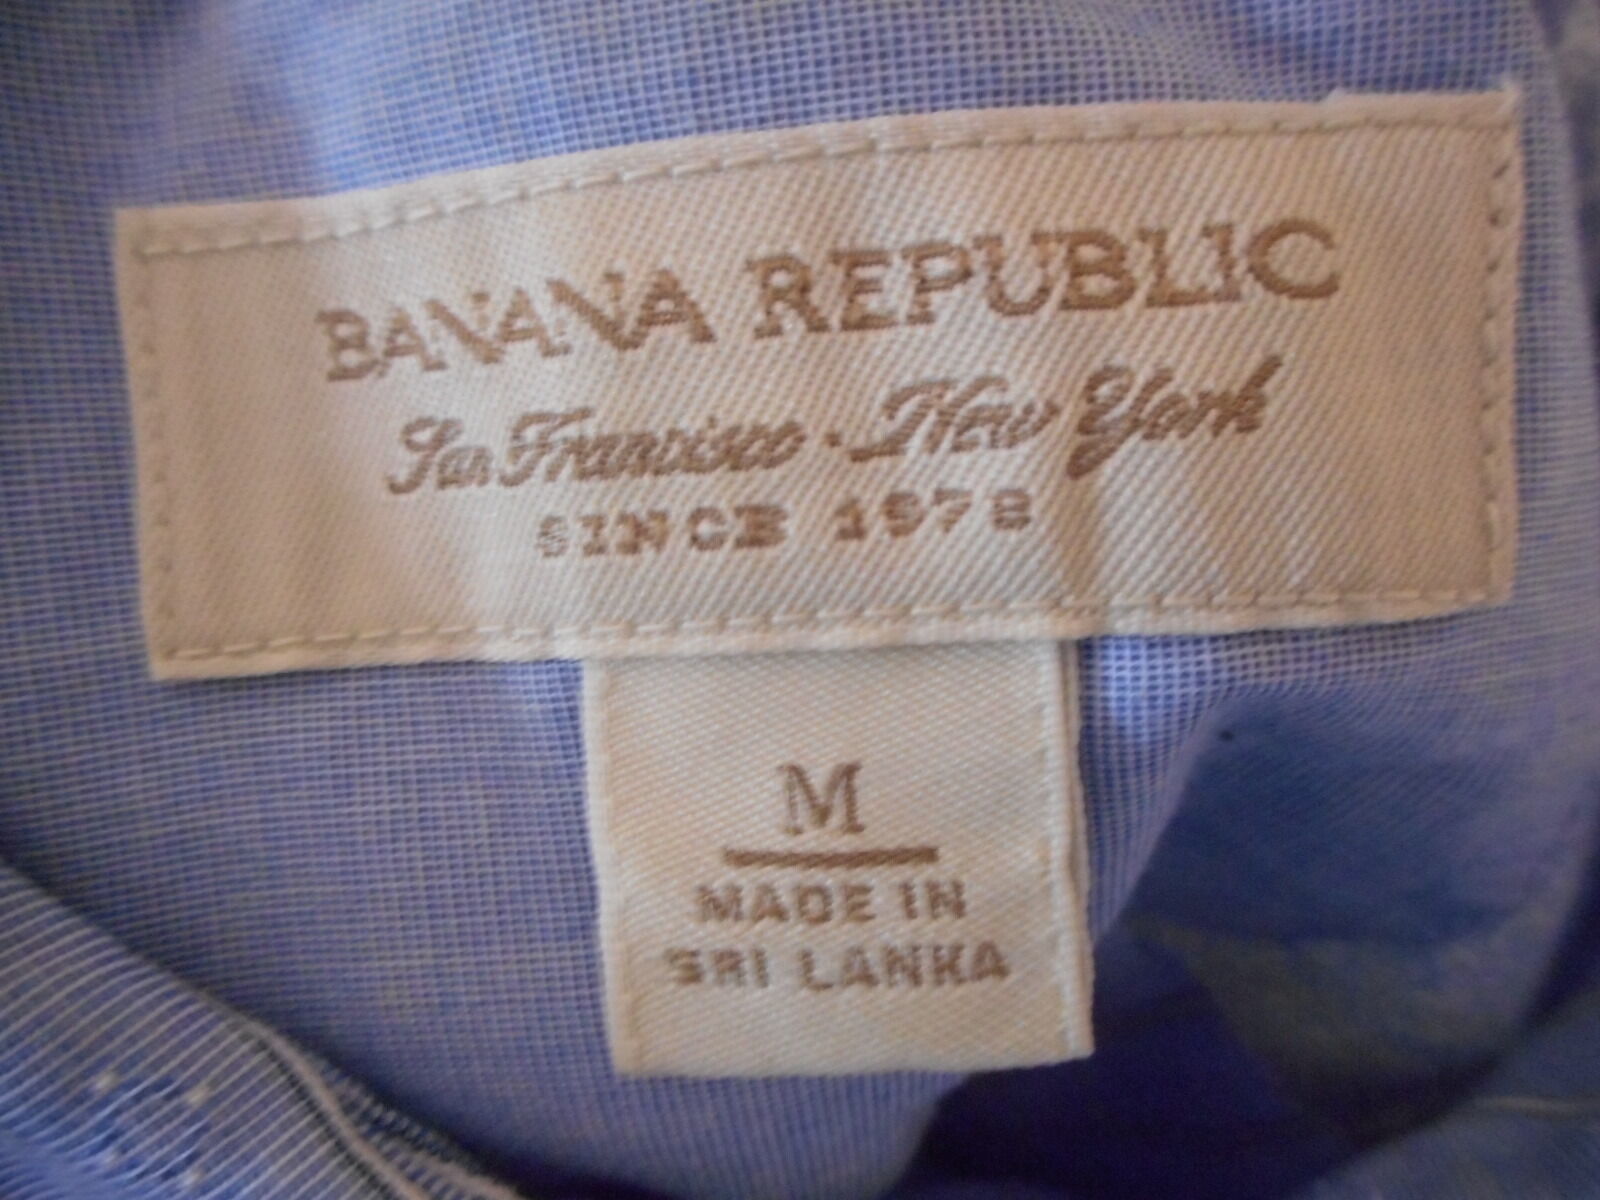 BANANA REPUBLIC
San Francisco · New York
SINCE 1978
M
MADE IN
SRI LANKA